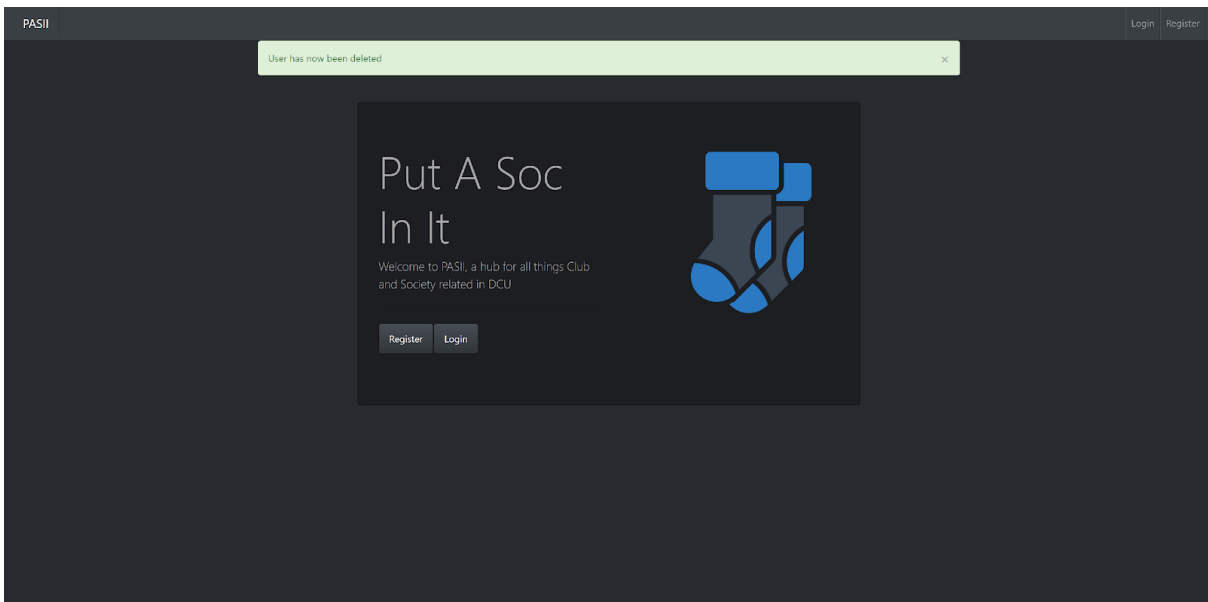 PASII
Login
Register
User has now been deleted
×
Put A Soc
In It
Welcome to PASII, a hub for all things Club
and Society related in DCU
Register
Login